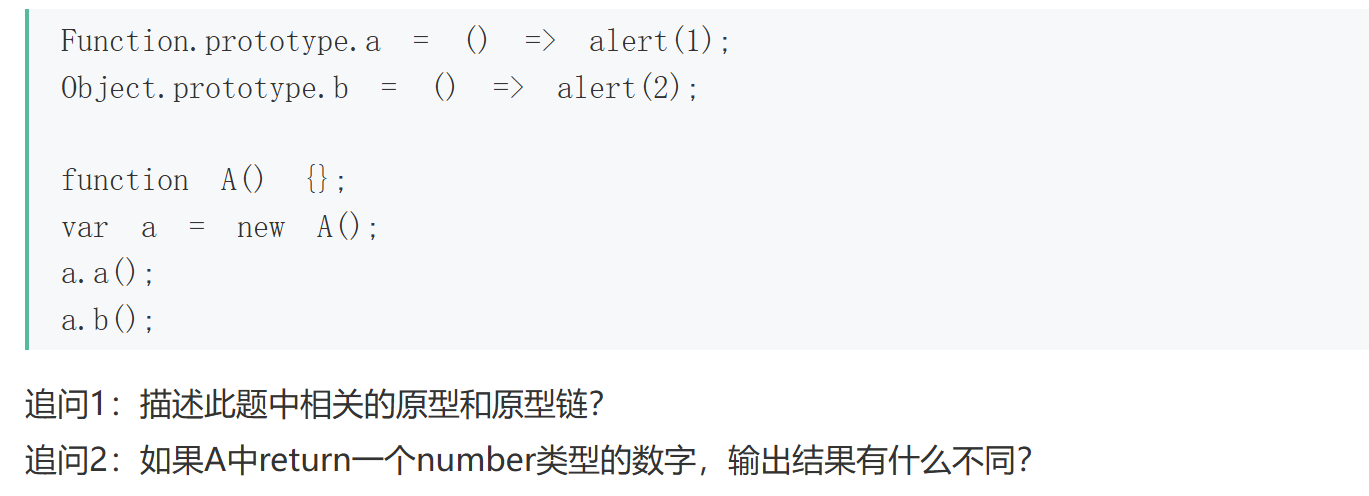 Function.prototype.a = () => alert(1);
Object.prototype.b = () => alert(2);
function A() {};
var a = new A();
a.a();
a.b();
追问1：描述此题中相关的原型和原型链？
追问2：如果A中return一个number类型的数字，输出结果有什么不同？